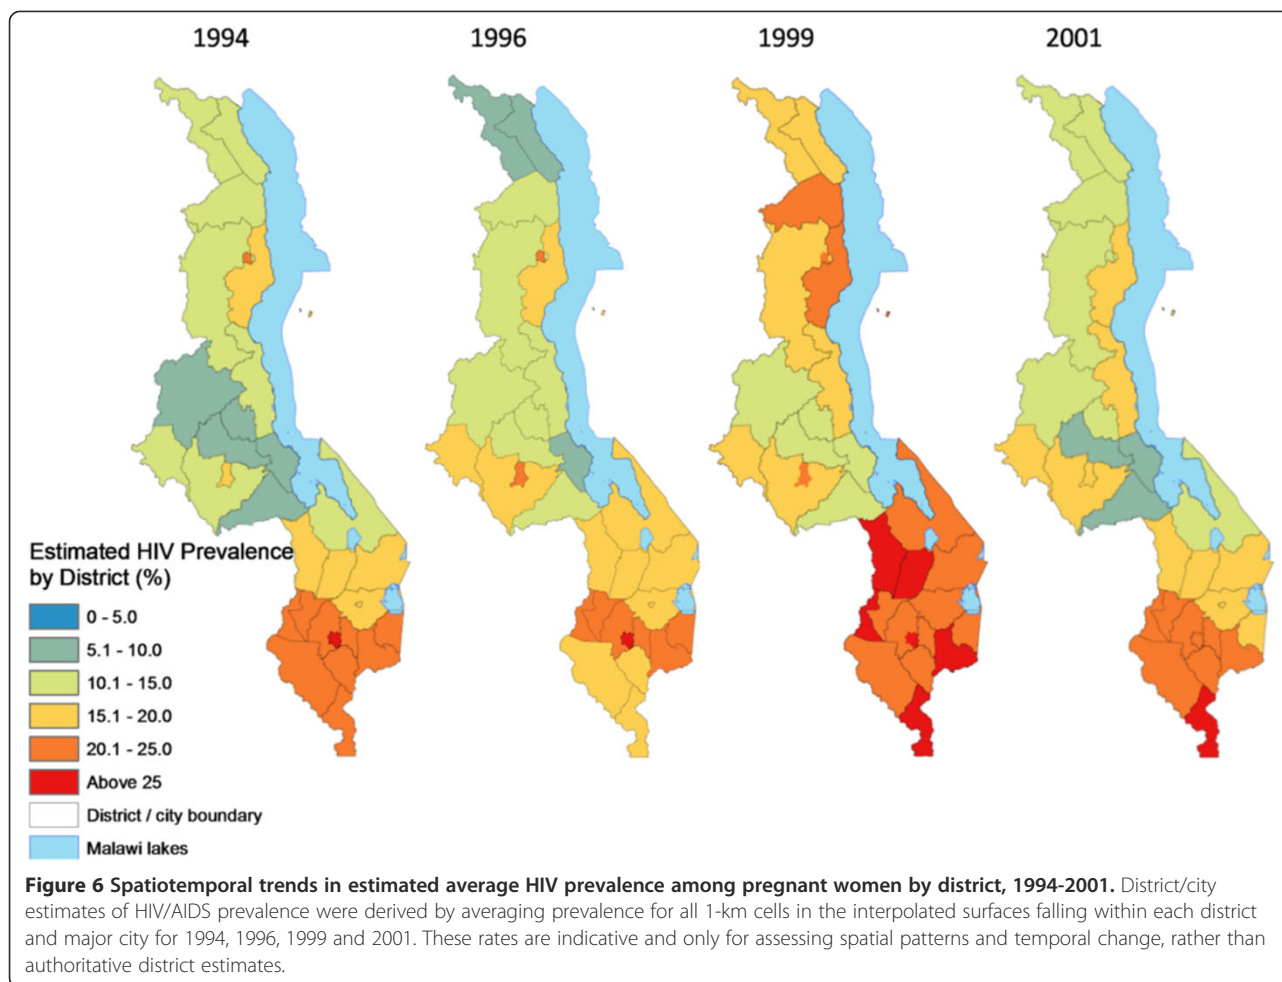 1994 1996 1999 2001
Estimated HIV Prevalence
by District (%)
0 - 5.0
5.1 - 10.0
10.1 - 15.0
15.1 - 20.0
20.1 - 25.0
Above 25
District / city boundary
Malawi lakes
Figure 6 Spatiotemporal trends in estimated average HIV prevalence among pregnant women by district, 1994-2001. District/city
estimates of HIV/AIDS prevalence were derived by averaging prevalence for all 1-km cells in the interpolated surfaces falling within each district
and major city for 1994, 1996, 1999 and 2001. These rates are indicative and only for assessing spatial patterns and temporal change, rather than
authoritative district estimates.